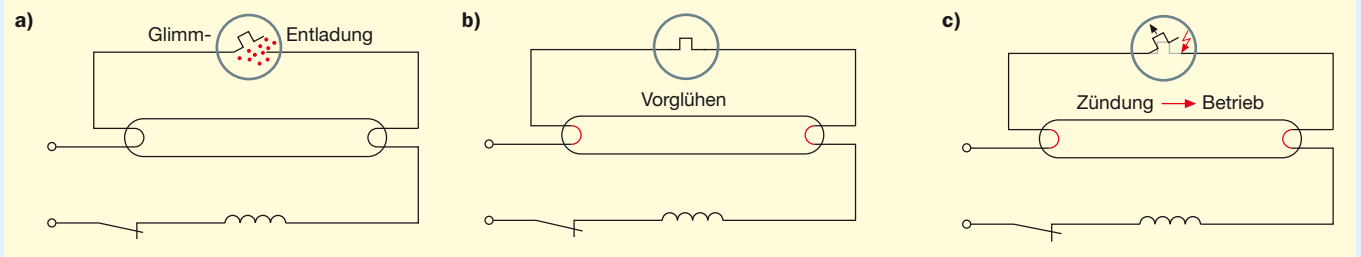 a)
Glimm- Entladung
b)
Vorglühen
c)
Zündung Betrieb